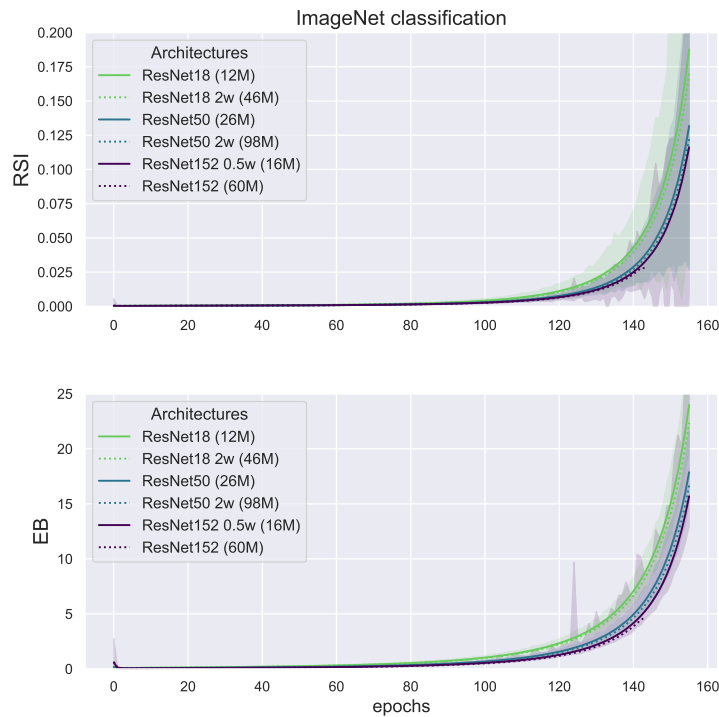 ImageNet classification
RSI
0.200
0.175
0.150
0.125
0.100
0.075
0.050
0.025
0.000
Architectures
ResNet18 (12M)
ResNet18 2w (46M)
ResNet50 (26M)
ResNet50 2w (98M)
ResNet152 0.5w (16M)
ResNet152 (60M)
0 20 40 60 80 100 120 140 160
EB
25
20
15
10
5
0
Architectures
ResNet18 (12M)
ResNet18 2w (46M)
ResNet50 (26M)
ResNet50 2w (98M)
ResNet152 0.5w (16M)
ResNet152 (60M)
0 20 40 60 80 100 120 140 160
epochs